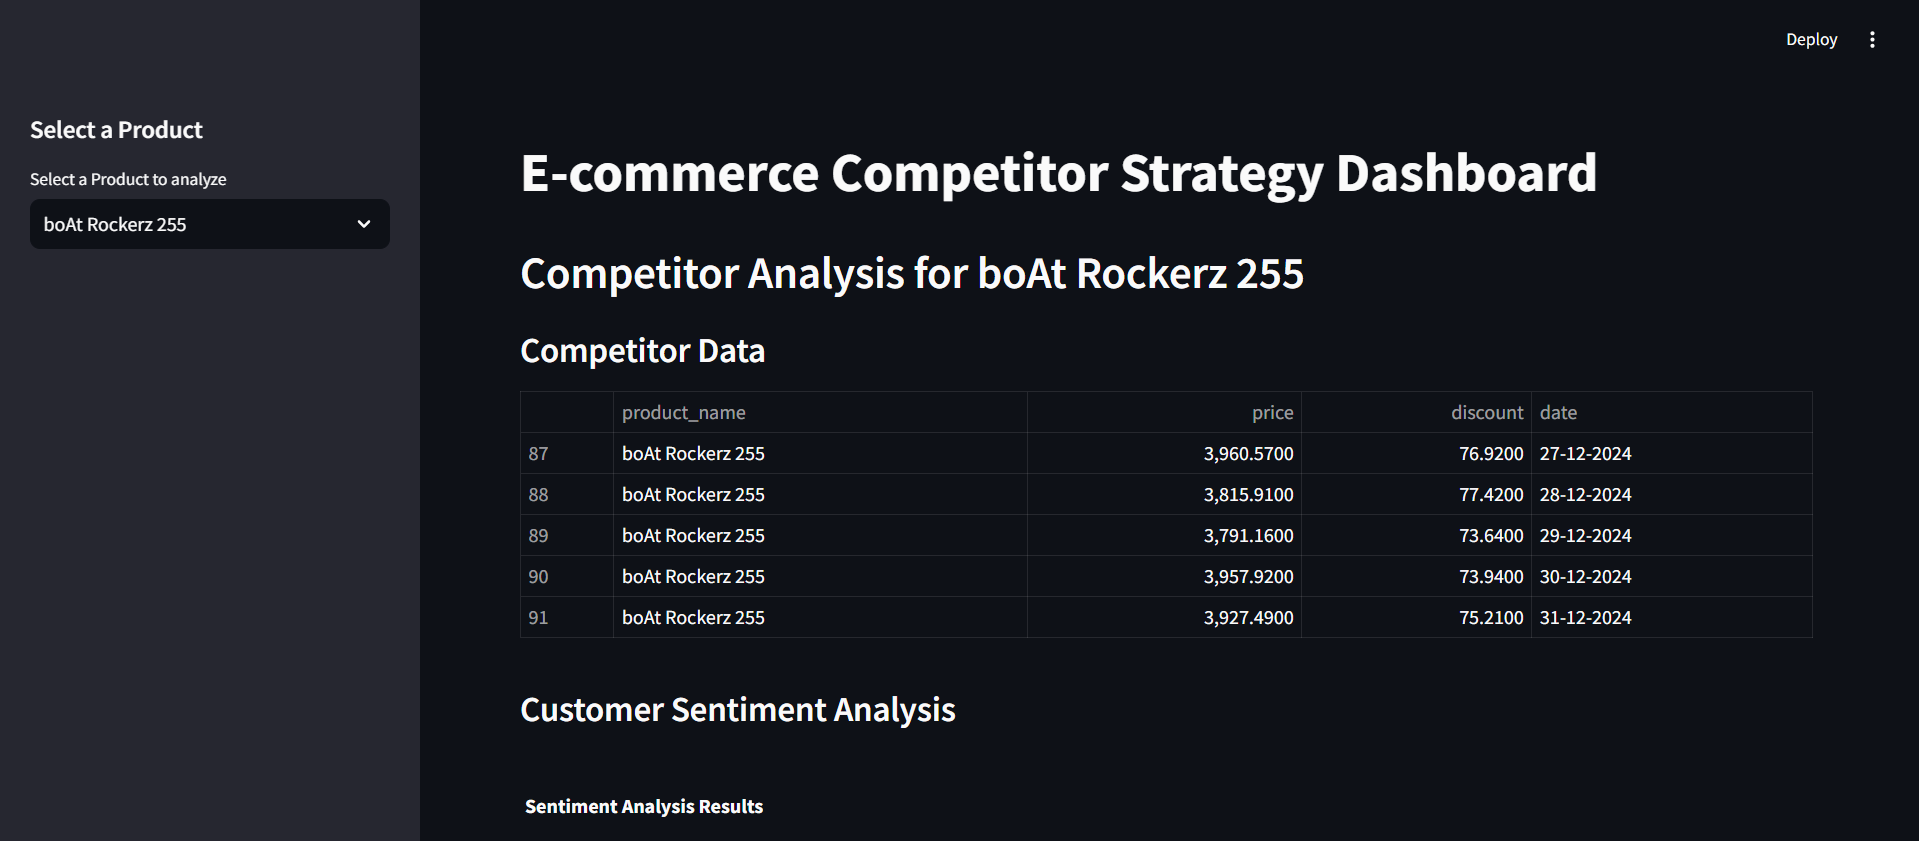 Deploy
Select a Product
Select a Product to analyze
boAt Rockerz 255
E-commerce Competitor Strategy Dashboard
Competitor Analysis for boAt Rockerz 255
Competitor Data
product_name price discount date
87 boAt Rockerz 255 3,960.5700 76.9200 27-12-2024
88 boAt Rockerz 255 3,815.9100 77.4200 28-12-2024
89 boAt Rockerz 255 3,791.1600 73.6400 29-12-2024
90 boAt Rockerz 255 3,957.9200 73.9400 30-12-2024
91 boAt Rockerz 255 3,927.4900 75.2100 31-12-2024
Customer Sentiment Analysis
Sentiment Analysis Results